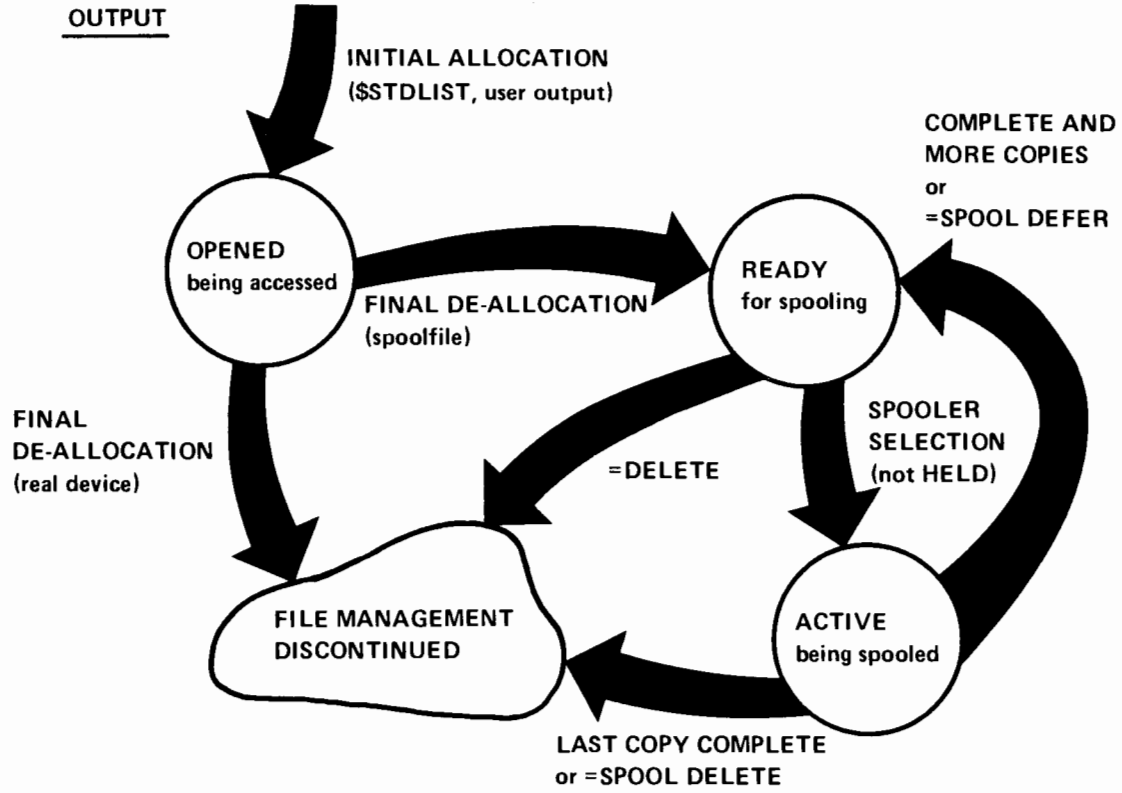 OUTPUT
INITIAL ALLOCATION
($STDLIST, user output)
COMPLETE AND
MORE COPIES
or
=SPOOL DEFER
OPENED
being accessed
READY
for spooling
FINAL DE-ALLOCATION
(spoolfile)
FINAL
DE-ALLOCATION
(real device)
SPOOLER
SELECTION
(not HELD)
=DELETE
FILE MANAGEMENT
DISCONTINUED
ACTIVE
being spooled
LAST COPY COMPLETE
or =SPOOL DELETE